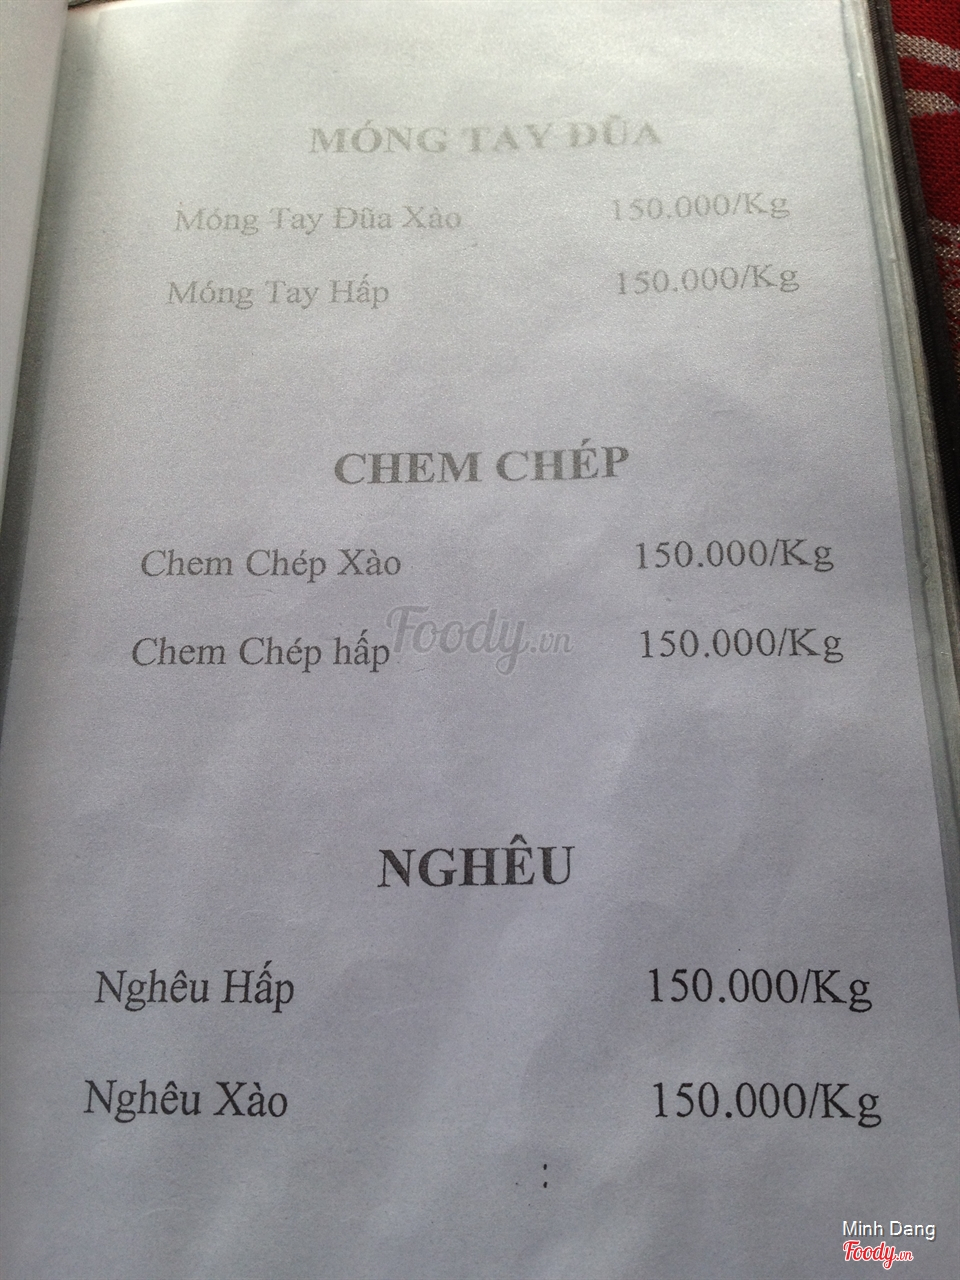 MÓNG TAY ĐŨA
Móng Tay Đũa Xào 150.000/Kg
Móng Tay Hấp 150.000/Kg
CHEM CHÉP
Chem Chép Xào 150.000/Kg
Chem Chép hấp 150.000/Kg
Foody.vn
NGHÊU
Nghêu Hấp 150.000/Kg
Nghêu Xào 150.000/Kg
Minh Dang
Foody.vn